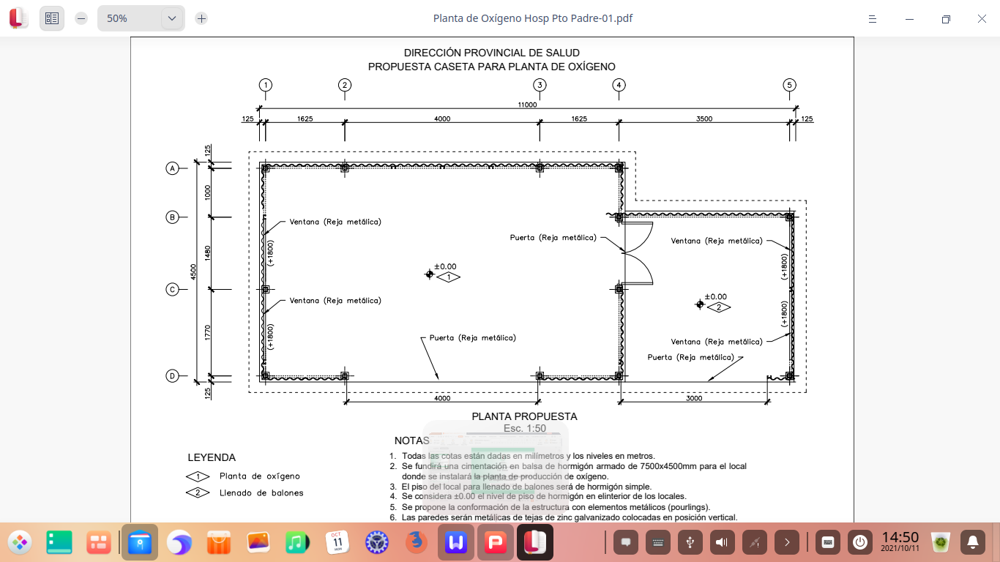 50%
Planta de Oxígeno Hosp Pto Padre-01.pdf
DIRECCIÓN PROVINCIAL DE SALUD
PROPUESTA CASETA PARA PLANTA DE OXÍGENO
1 2 3 4 5
11000
125 1625 4000 1625 3500 125
125
A
1000
B
Ventana (Reja metálica)
Puerta (Reja metálica)
Ventana (Reja metálica)
1480
(+1800)
(+1800)
4500
±0.00
1
C
±0.00
2
Ventana (Reja metálica)
1770
(+1800)
(+1800)
Puerta (Reja metálica)
Ventana (Reja metálica)
Puerta (Reja metálica)
D
125
4000
3000
PLANTA PROPUESTA
Esc. 1:50
NOTAS
LEYENDA
1 Planta de oxígeno
2 Llenado de balones
1. Todas las cotas están dadas en milímetros y los niveles en metros.
2. Se fundirá una cimentación en balsa de hormigón armado de 7500x4500mm para el local
donde se instalará la planta de producción de oxígeno.
3. El piso del local para llenado de balones será de hormigón simple.
4. Se considera ±0.00 el nivel de piso de hormigón en elinterior de los locales.
5. Se propone la conformación de la estructura con elementos metálicos (pourlings).
6. Las paredes serán metálicas de tejas de zinc galvanizado colocadas en posición vertical.
OCT
11
MON
14:50
2021/10/11